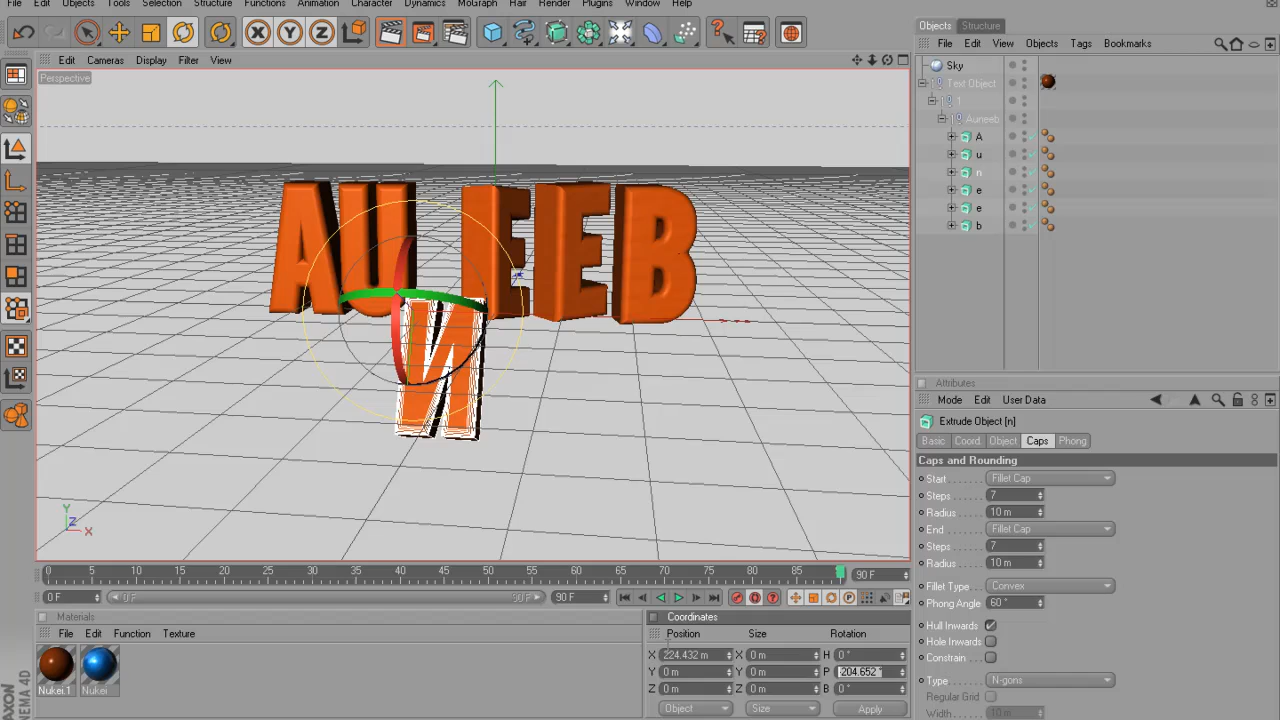 Edit Objects Tools Selection Structure Functions Animation Character Dynamics MoGraph Hair Render Plugins Window Help
Edit Cameras Display Filter View
Perspective
AU EEB
N
Y
Z
X
0 5 10 15 20 25 30 35 40 45 50 55 60 65 70 75 80 85 90 F
0 F 0 F 90 F 90 F
Materials
File Edit Function Texture
Nukei.1 Nukei
Coordinates
Position Size Rotation
X 224.432 m X 0 m H 0 °
Y 0 m Y 0 m P 204.652 °
Z 0 m Z 0 m B 0 °
Object Size Apply
Objects Structure
File Edit View Objects Tags Bookmarks
Sky
Text Object
1
Auneeb
A
u
n
e
e
b
Attributes
Mode Edit User Data
Extrude Object [n]
Basic Coord Object Caps Phong
Caps and Rounding
Start Fillet Cap
Steps 7
Radius 10 m
End Fillet Cap
Steps 7
Radius 10 m
Fillet Type Convex
Phong Angle 60 °
Hull Inwards
Hole Inwards
Constrain
Type N-gons
Regular Grid
Width 10 m